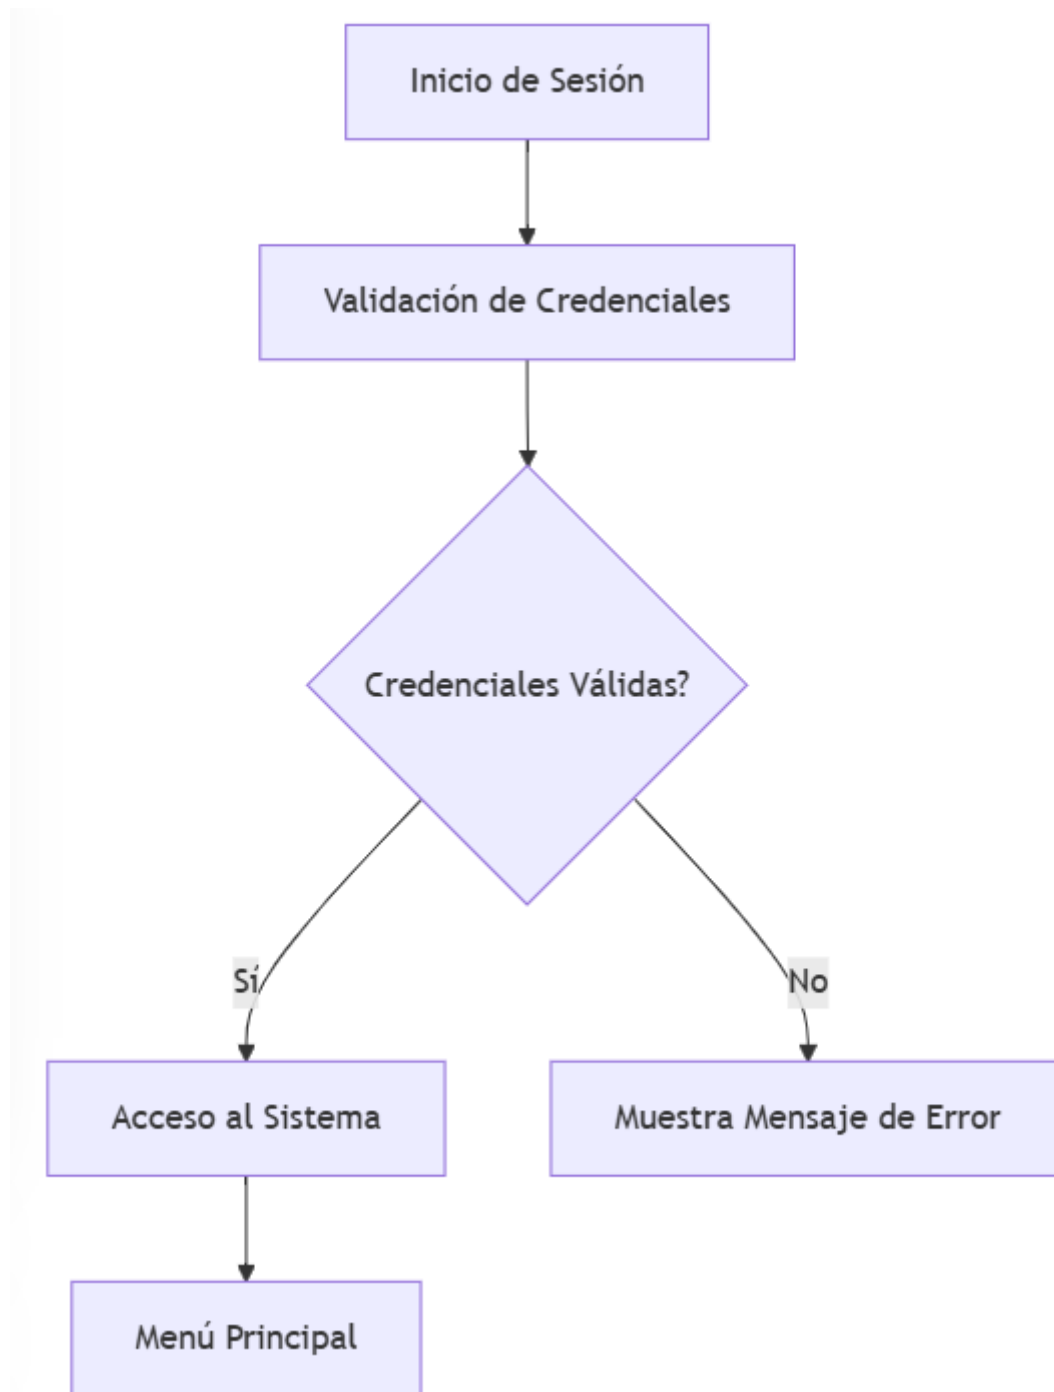 Inicio de Sesión
Validación de Credenciales
Credenciales Válidas?
Sí
No
Acceso al Sistema
Muestra Mensaje de Error
Menú Principal